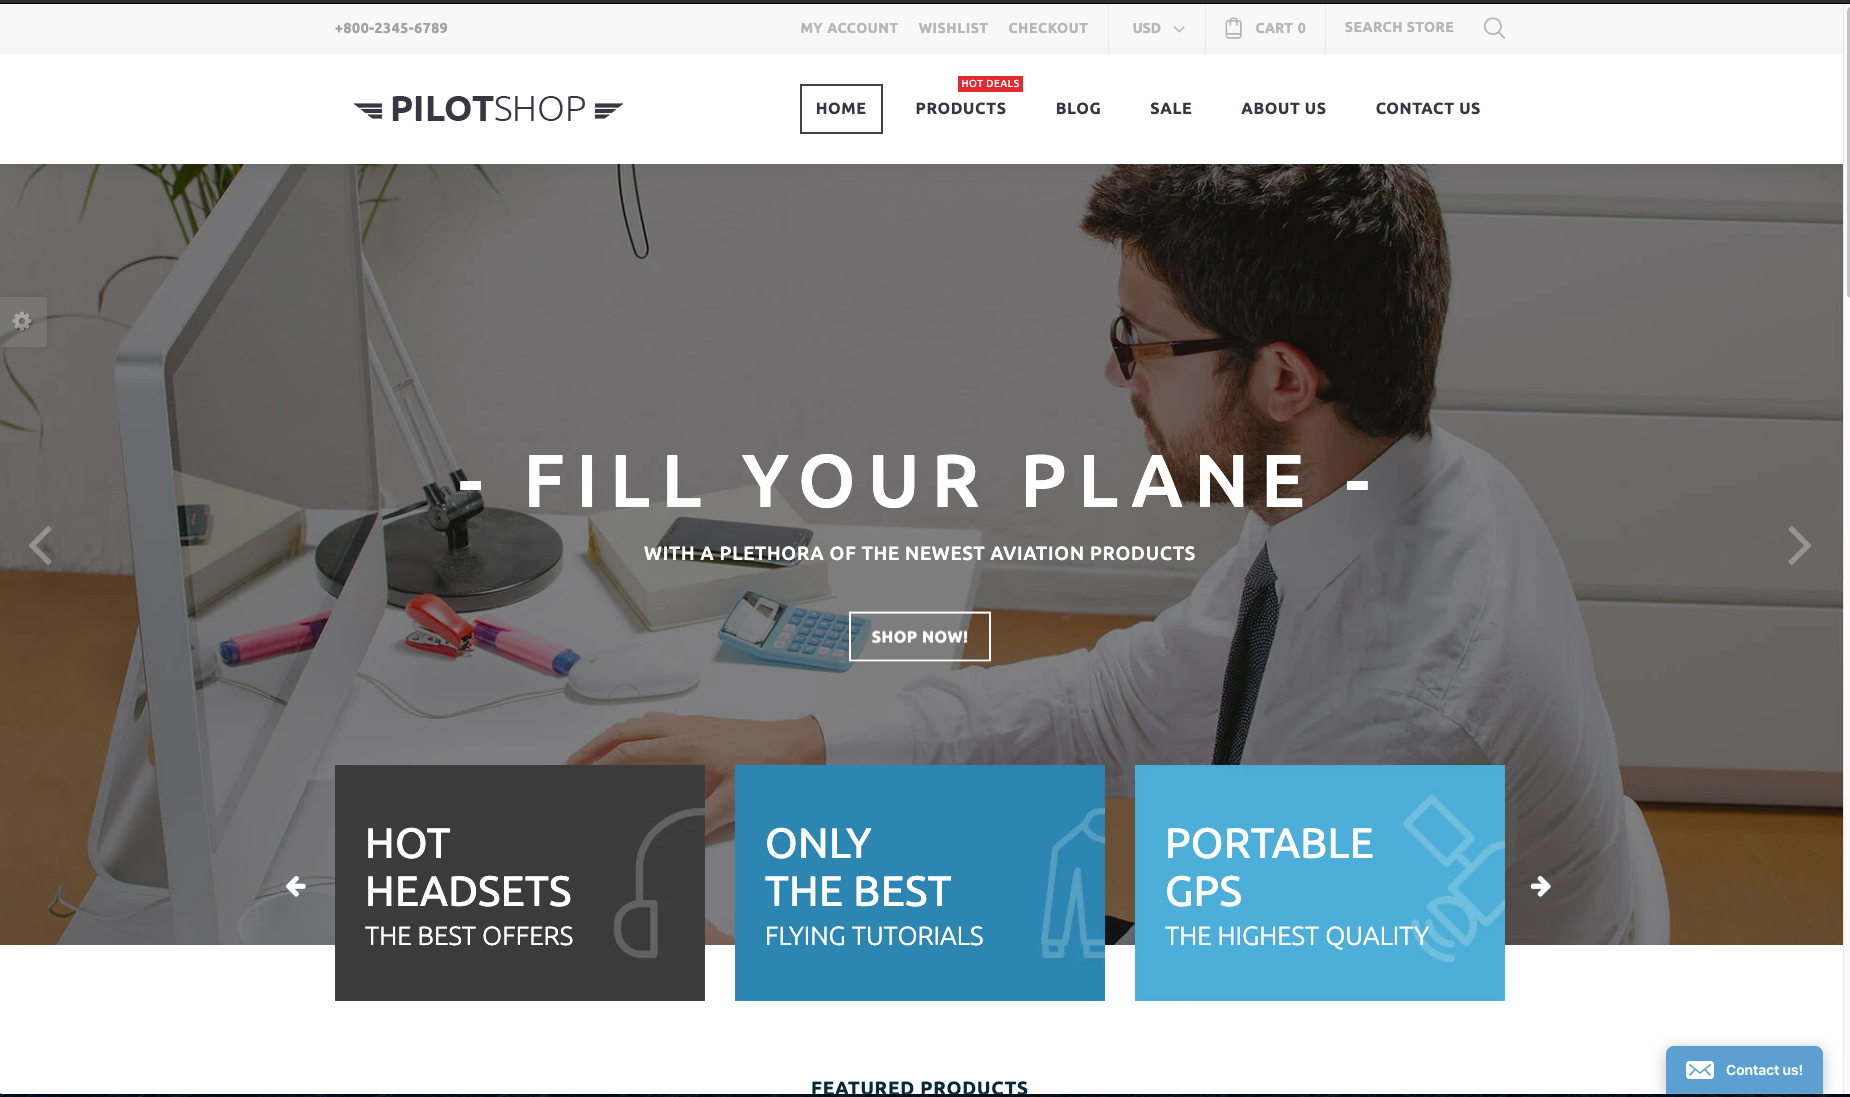 +800-2345-6789
MY ACCOUNT WISHLIST CHECKOUT USD CART 0 SEARCH STORE
PILOTSHOP
HOT DEALS
HOME PRODUCTS BLOG SALE ABOUT US CONTACT US
- FILL YOUR PLANE -
WITH A PLETHORA OF THE NEWEST AVIATION PRODUCTS
SHOP NOW!
HOT
HEADSETS
THE BEST OFFERS
ONLY
THE BEST
FLYING TUTORIALS
PORTABLE
GPS
THE HIGHEST QUALITY
FEATURED PRODUCTS
Contact us!